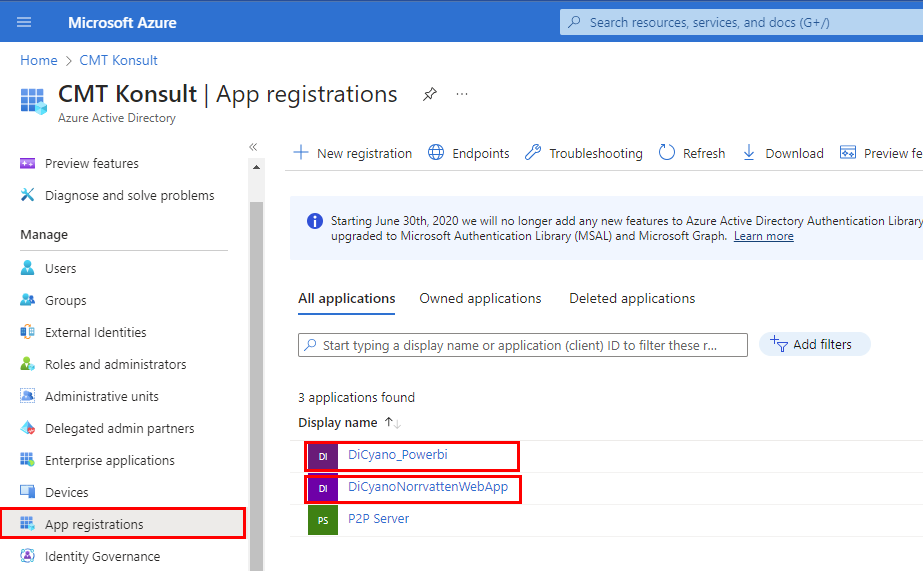 Microsoft Azure
Search resources, services, and docs (G+/)
Home > CMT Konsult
CMT Konsult | App registrations
Azure Active Directory
Preview features
Diagnose and solve problems
Manage
Users
Groups
External Identities
Roles and administrators
Administrative units
Delegated admin partners
Enterprise applications
Devices
App registrations
Identity Governance
New registration
Endpoints
Troubleshooting
Refresh
Download
Preview fe
Starting June 30th, 2020 we will no longer add any new features to Azure Active Directory Authentication Library
upgraded to Microsoft Authentication Library (MSAL) and Microsoft Graph. Learn more
All applications
Owned applications
Deleted applications
Start typing a display name or application (client) ID to filter these r...
Add filters
3 applications found
Display name
DI DiCyano_Powerbi
DI DiCyanoNorrvattenWebApp
PS P2P Server